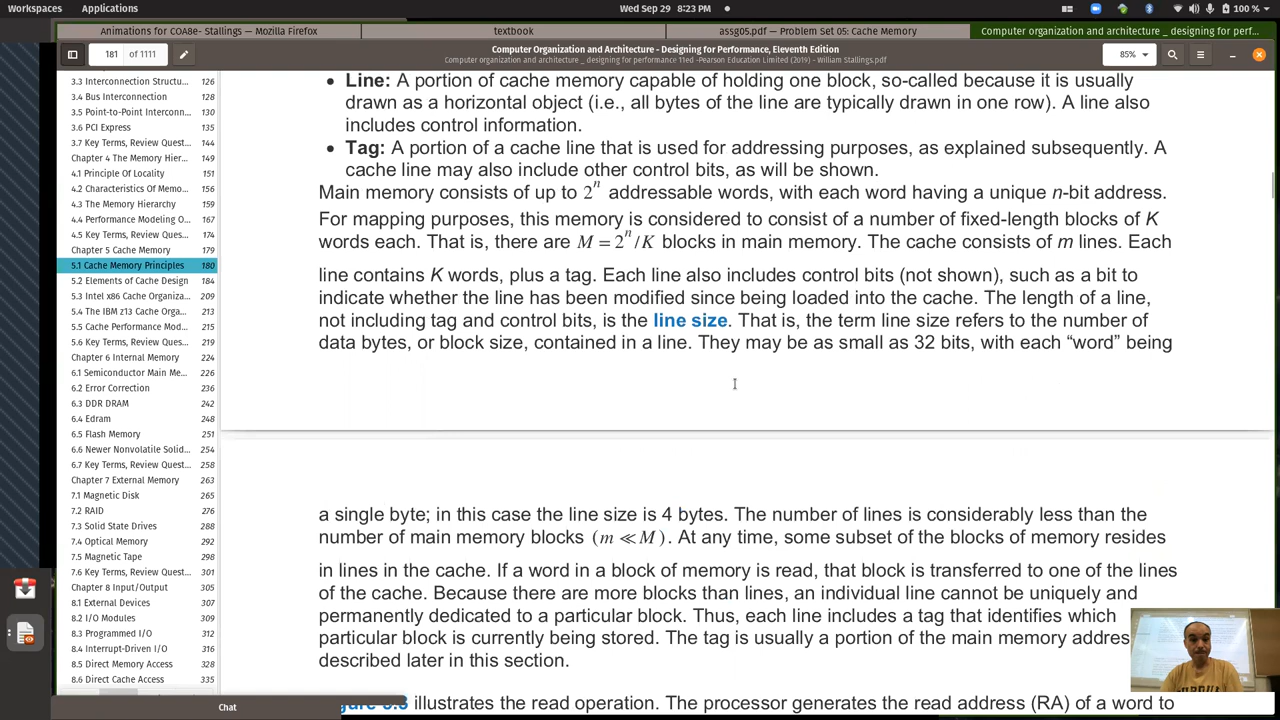 Workspaces Applications Wed Sep 29 8:23 PM 100 %
Animations for COA8e- Stallings — Mozilla Firefox textbook assg05.pdf — Problem Set 05: Cache Memory Computer organization and architecture _ designing for perf...
181 of 1111 Computer Organization and Architecture - Designing for Performance, Eleventh Edition 85%
Computer organization and architecture _ designing for performance 11ed -Pearson Education Limited (2019) - William Stallings.pdf
3.3 Interconnection Structu... 126
3.4 Bus Interconnection 128
3.5 Point-to-Point Interconn... 130
3.6 PCI Express 135
3.7 Key Terms, Review Quest... 144
Chapter 4 The Memory Hier... 149
4.1 Principle Of Locality 151
4.2 Characteristics Of Memo... 156
4.3 The Memory Hierarchy 160
4.4 Performance Modeling O... 167
4.5 Key Terms, Review Ques... 174
Chapter 5 Cache Memory 179
5.1 Cache Memory Principles 180
5.2 Elements of Cache Design 184
5.3 Intel x86 Cache Organiza... 209
5.4 The IBM z13 Cache Orga... 213
5.5 Cache Performance Mod... 215
5.6 Key Terms, Review Ques... 219
Chapter 6 Internal Memory 224
6.1 Semiconductor Main Me... 226
6.2 Error Correction 236
6.3 DDR DRAM 242
6.4 Edram 248
6.5 Flash Memory 251
6.6 Newer Nonvolatile Solid... 254
6.7 Key Terms, Review Quest... 258
Chapter 7 External Memory 263
7.1 Magnetic Disk 265
7.2 RAID 276
7.3 Solid State Drives 288
7.4 Optical Memory 292
7.5 Magnetic Tape 298
7.6 Key Terms, Review Quest... 301
Chapter 8 Input/Output 305
8.1 External Devices 307
8.2 I/O Modules 309
8.3 Programmed I/O 312
8.4 Interrupt-Driven I/O 316
8.5 Direct Memory Access 328
8.6 Direct Cache Access 335
Chat
• Line: A portion of cache memory capable of holding one block, so-called because it is usually
drawn as a horizontal object (i.e., all bytes of the line are typically drawn in one row). A line also
includes control information.
• Tag: A portion of a cache line that is used for addressing purposes, as explained subsequently. A
cache line may also include other control bits, as will be shown.
Main memory consists of up to 2^n addressable words, with each word having a unique n-bit address.
For mapping purposes, this memory is considered to consist of a number of fixed-length blocks of K
words each. That is, there are M = 2^n/K blocks in main memory. The cache consists of m lines. Each
line contains K words, plus a tag. Each line also includes control bits (not shown), such as a bit to
indicate whether the line has been modified since being loaded into the cache. The length of a line,
not including tag and control bits, is the line size. That is, the term line size refers to the number of
data bytes, or block size, contained in a line. They may be as small as 32 bits, with each “word” being
a single byte; in this case the line size is 4 bytes. The number of lines is considerably less than the
number of main memory blocks (m ≪ M). At any time, some subset of the blocks of memory resides
in lines in the cache. If a word in a block of memory is read, that block is transferred to one of the lines
of the cache. Because there are more blocks than lines, an individual line cannot be uniquely and
permanently dedicated to a particular block. Thus, each line includes a tag that identifies which
particular block is currently being stored. The tag is usually a portion of the main memory addres
described later in this section.
illustrates the read operation. The processor generates the read address (RA) of a word to